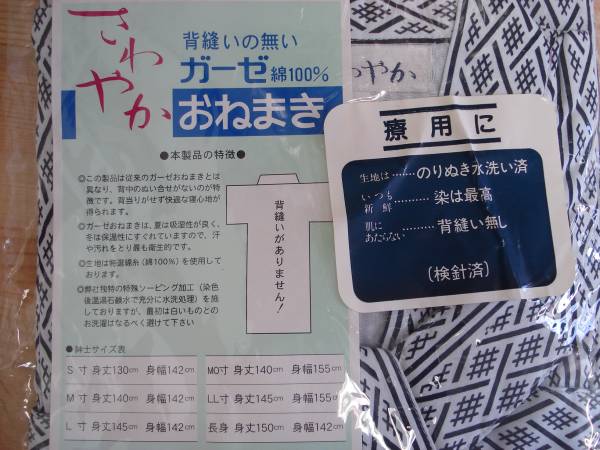 さわやか
背縫いの無い
ガーゼ綿100%
おねまき
●本製品の特徴●
◎この製品は従来のガーゼおねまきとは
異なり、背中のぬい合せがないのが特
徴です。背当りがせず快適な寝心地が
得られます。
◎ガーゼおねまきは、夏は吸湿性が良く、
冬は保温性にすぐれていますので、汗
や汚れをとり最も衛生的です。
◎生地は特選綿糸(綿100%)を使用して
おります。
◎弊社独特の特殊ソーピング加工(染色
後温湯石鹸水で充分に水洗処理)を施
しておりますが、最初は白いものとの
お洗濯はなるべく避けて下さい
背縫いがありません!
●紳士サイズ表
S寸 身丈130cm 身幅142cm
M寸 身丈140cm 身幅142cm
L寸 身丈145cm 身幅142cm
MO寸 身丈140cm 身幅155cm
LL寸 身丈145cm 身幅155cm
長身 身丈150cm 身幅142cm
わやか
療用に
生地は……のりぬき水洗い済
いつも新鮮………染は最高
肌にあたらない………背縫い無し
(検針済)